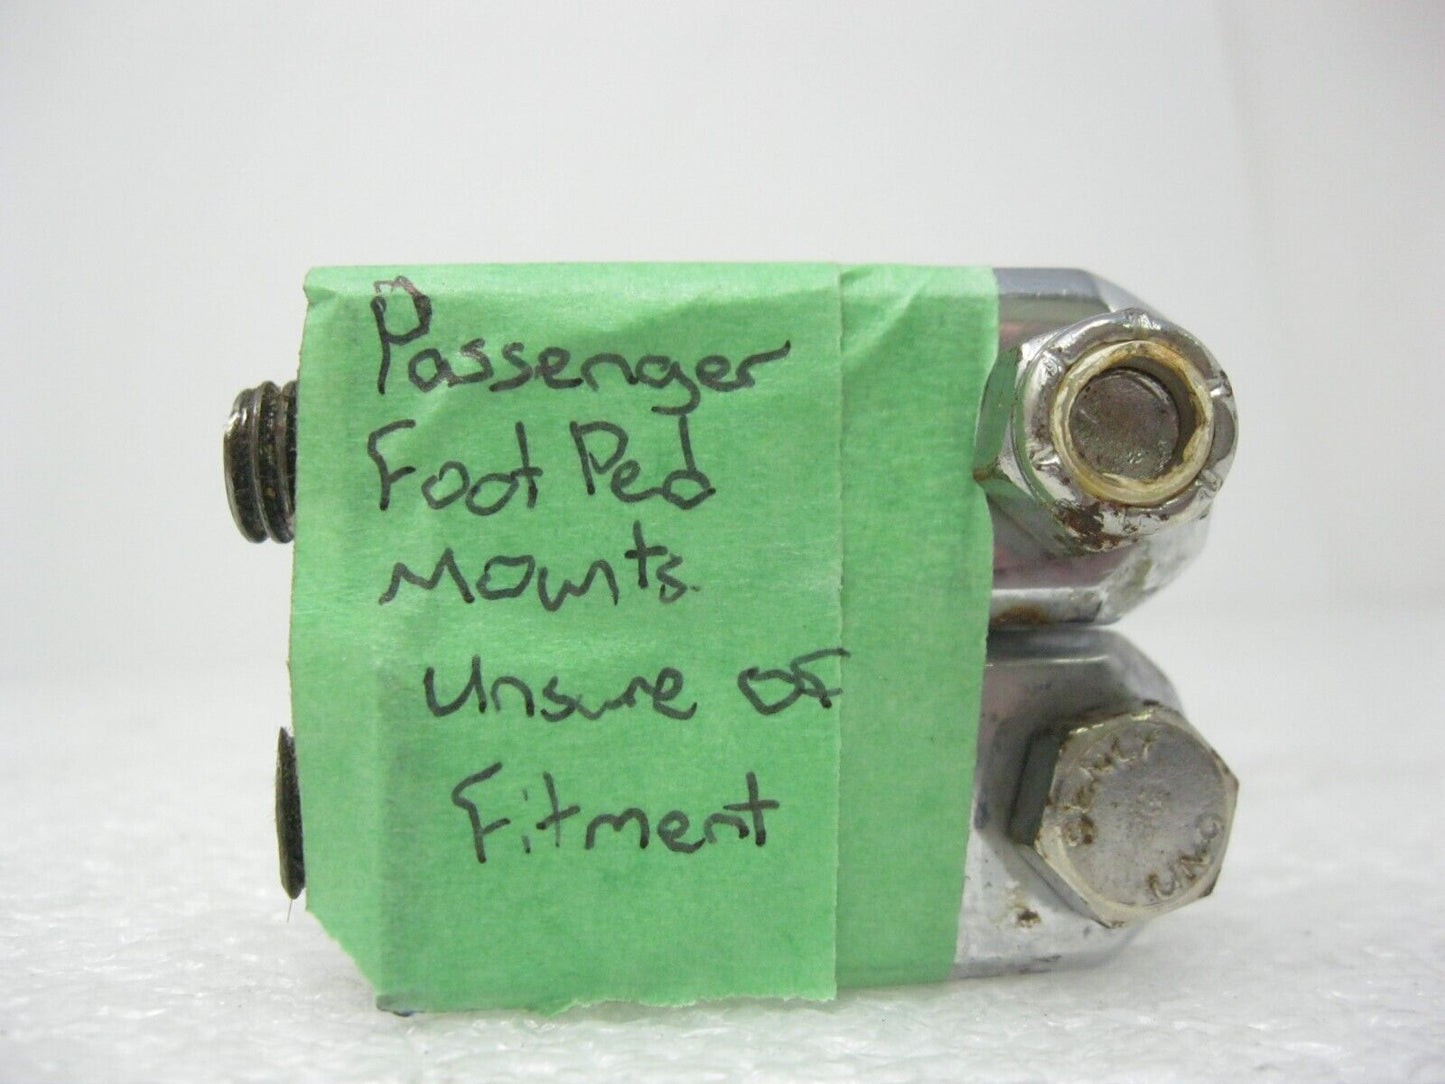 Passenger
Foot Ped
Mounts
Unsure of
Fitment